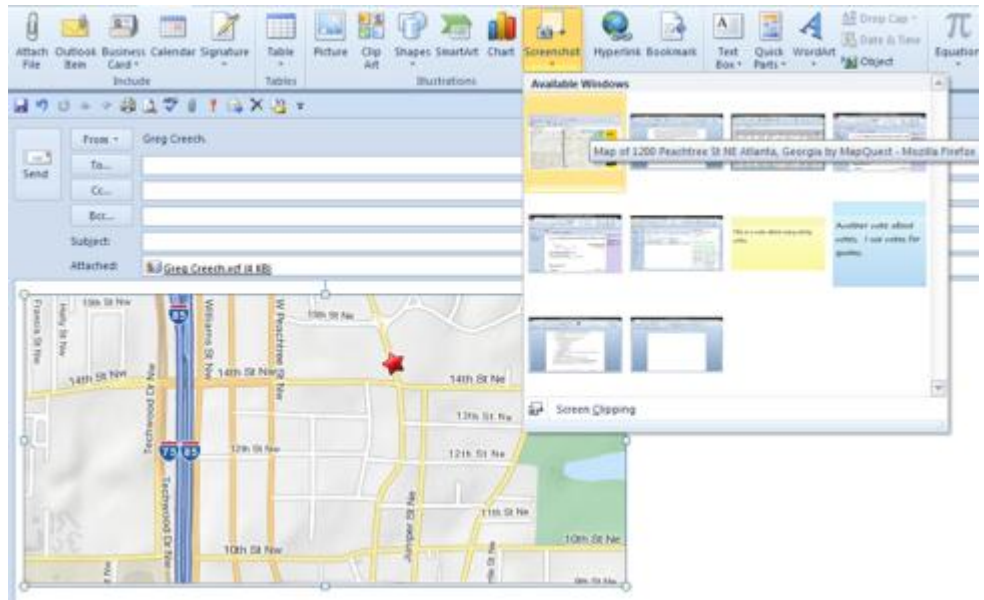 Attach File
Outlook Item
Business Card
Calendar
Signature
Table
Picture
Clip Art
Shapes
SmartArt
Chart
Screenshot
Hyperlink
Bookmark
Text Box
Quick Parts
WordArt
Drop Cap
Date & Time
Object
Equation
Include
Tables
Illustrations
Available Windows
Map of 1200 Peachtree St NE Atlanta, Georgia by MapQuest - Mozilla Firefox
From
Greg Creech
Send
To...
Cc...
Bcc...
Subject:
Attached:
Greg Creech.vcf (4 KB)
Another note about
notes. I use notes for
quotes.
Screen Clipping
Francis St Nw
Holly St Nw
85
Williams St Nw
W Peachtree St Nw
14th St Nw
14th St Nw
14th St Ne
Techwood Dr Nw
13th St Ne
75
85
12th St Nw
12th St Ne
Techwood Dr Nw
Juniper St Ne
11th St Ne
10th St Nw
10th St Ne